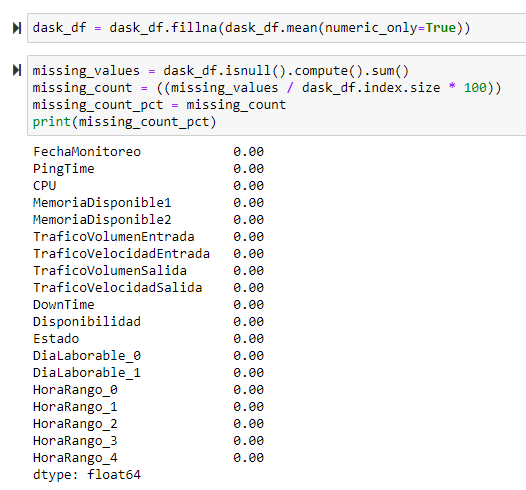 dask_df = dask_df.fillna(dask_df.mean(numeric_only=True))
missing_values = dask_df.isnull().compute().sum()
missing_count = ((missing_values / dask_df.index.size * 100))
missing_count_pct = missing_count
print(missing_count_pct)
FechaMonitoreo 0.00
PingTime 0.00
CPU 0.00
MemoriaDisponible1 0.00
MemoriaDisponible2 0.00
TraficoVolumenEntrada 0.00
TraficoVelocidadEntrada 0.00
TraficoVolumenSalida 0.00
TraficoVelocidadSalida 0.00
DownTime 0.00
Disponibilidad 0.00
Estado 0.00
DiaLaborable_0 0.00
DiaLaborable_1 0.00
HoraRango_0 0.00
HoraRango_1 0.00
HoraRango_2 0.00
HoraRango_3 0.00
HoraRango_4 0.00
dtype: float64